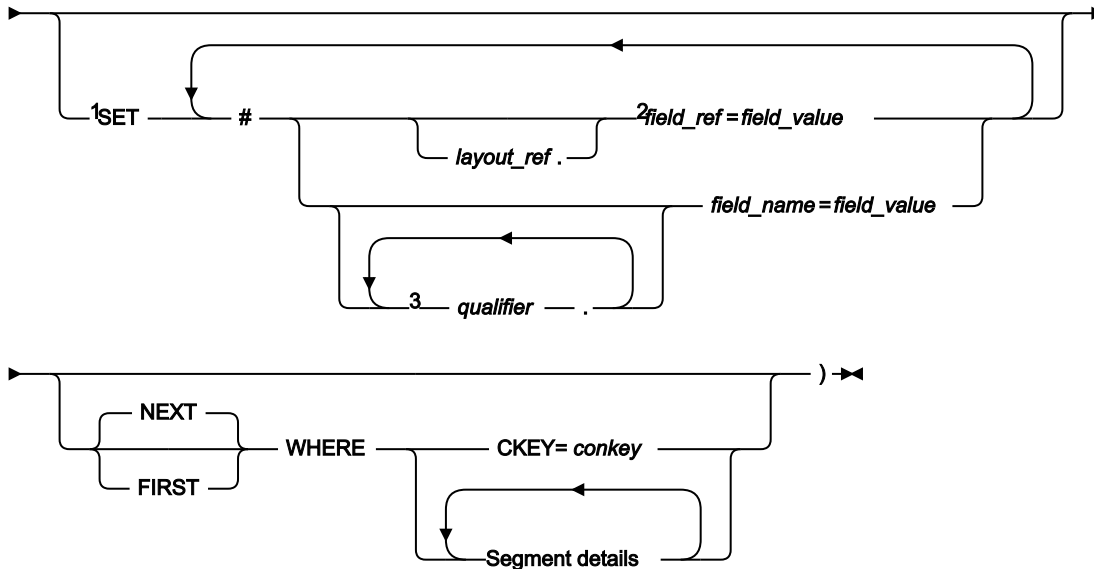 1SET # 2field_ref=field_value
layout_ref .
field_name=field_value
3 qualifier .
)
NEXT
WHERE CKEY= conkey
FIRST
Segment details